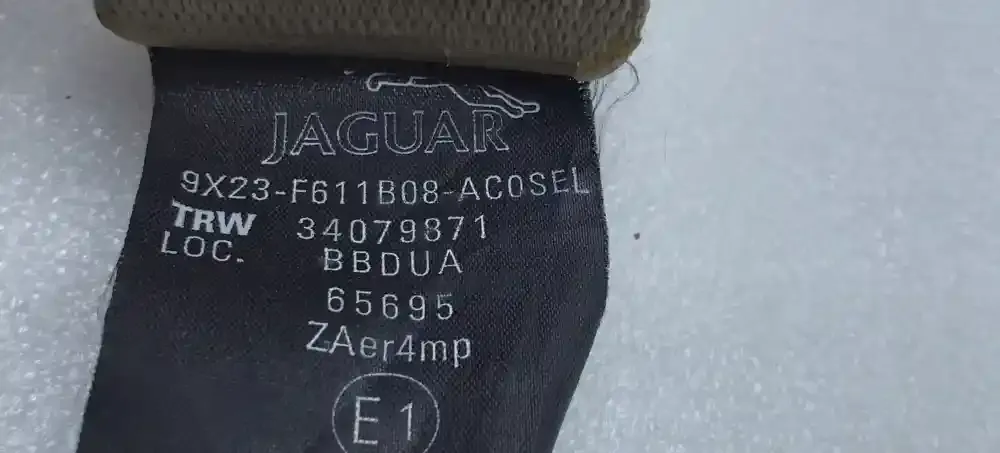 JAGUAR
9X23-F611B08-AC0SEL
TRW 34079871
LOC. BBDUA
65695
ZAer4mp
E1